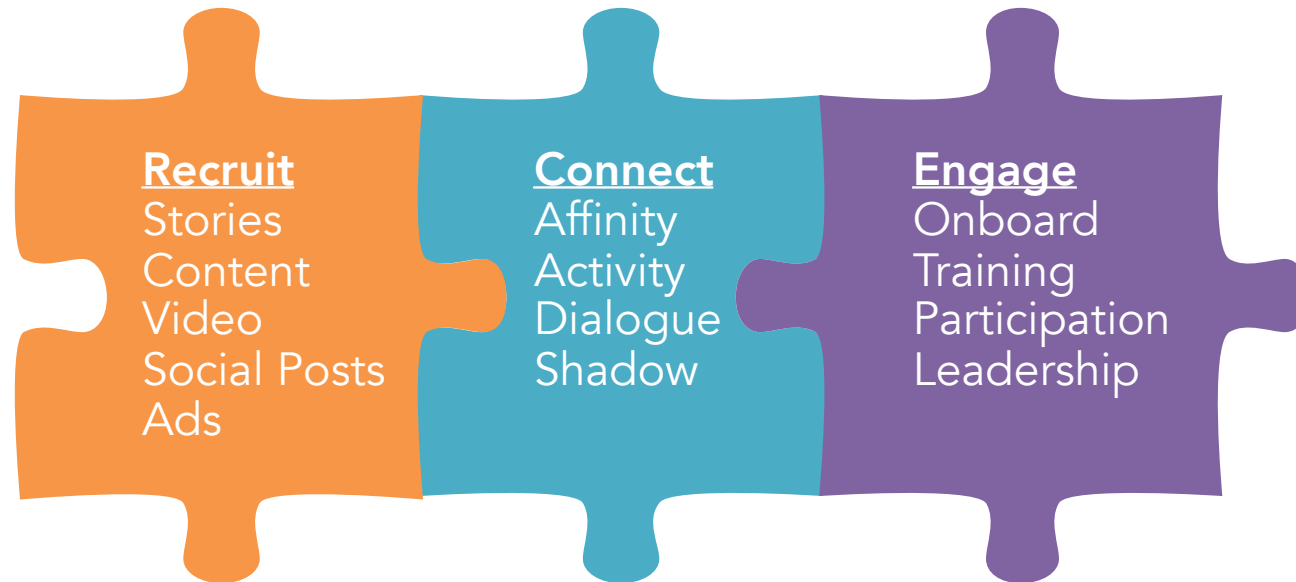 Recruit
Stories
Content
Video
Social Posts
Ads
Connect
Affinity
Activity
Dialogue
Shadow
Engage
Onboard
Training
Participation
Leadership